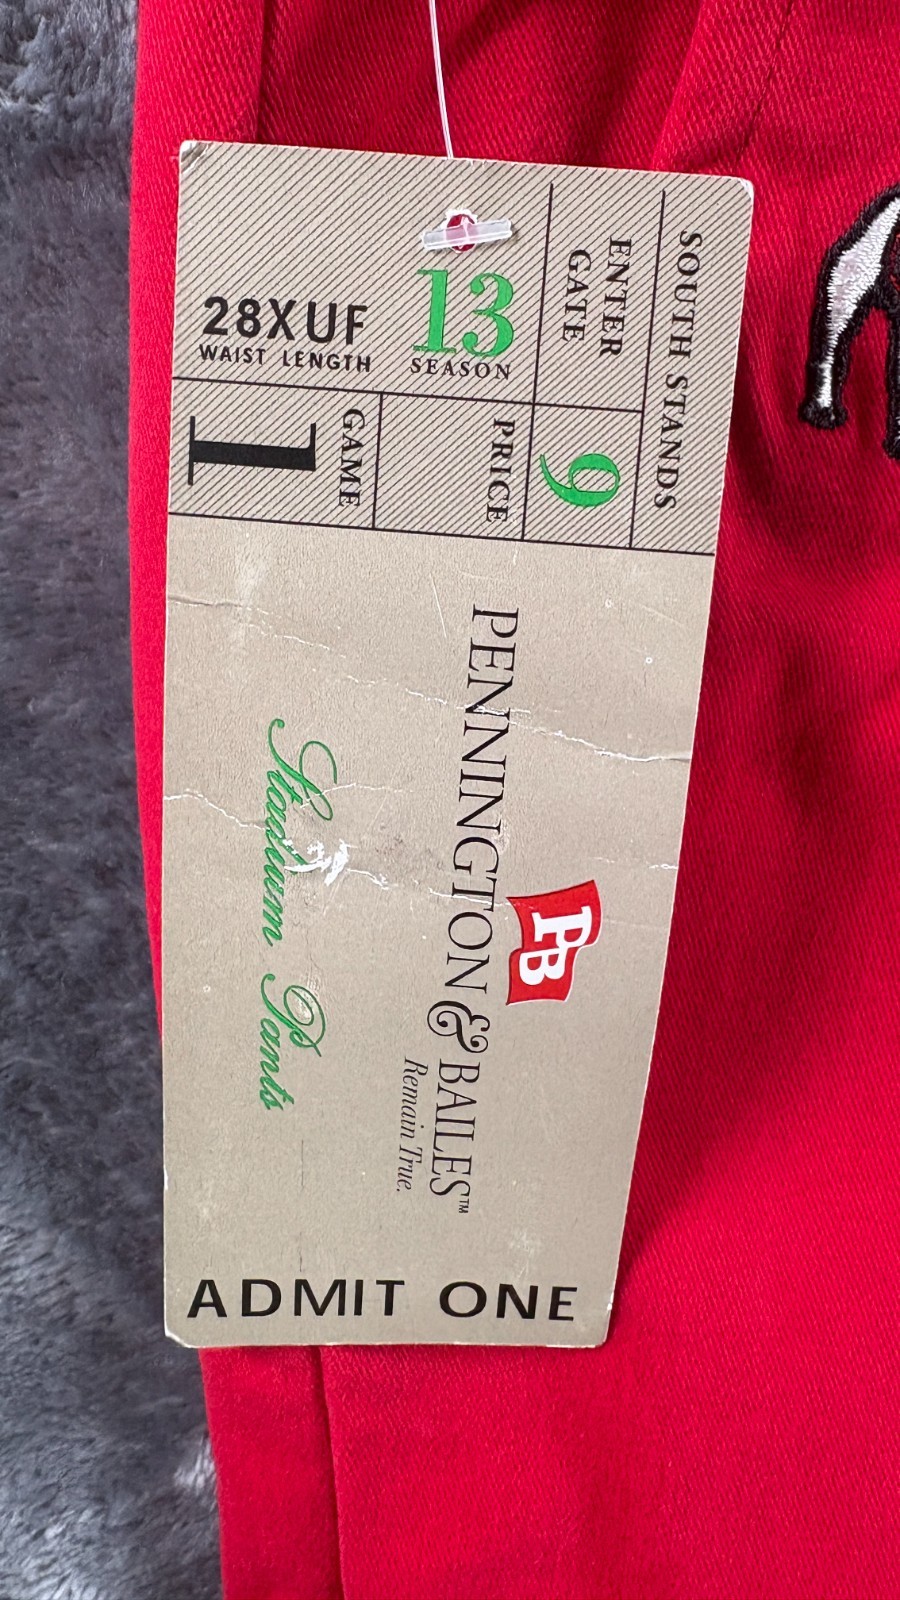 28XUF
WAIST LENGTH
13
SEASON
ENTER
GATE
9
SOUTH STANDS
GAME
1
PRICE
PB
PENNINGTON & BAILES™
Remain True.
Stadium Pants
ADMIT ONE